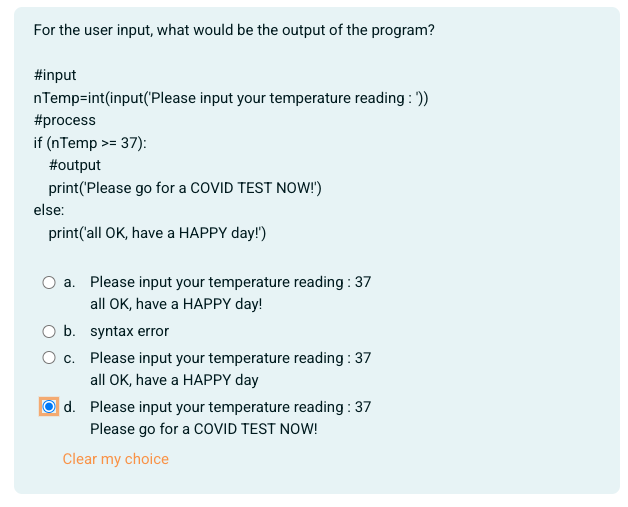 For the user input, what would be the output of the program?
#input
nTemp=int(input('Please input your temperature reading : '))
#process
if (nTemp >= 37):
#output
print('Please go for a COVID TEST NOW!')
else:
print('all OK, have a HAPPY day!')
a. Please input your temperature reading : 37
all OK, have a HAPPY day!
b. syntax error
c. Please input your temperature reading : 37
all OK, have a HAPPY day
d. Please input your temperature reading : 37
Please go for a COVID TEST NOW!
Clear my choice